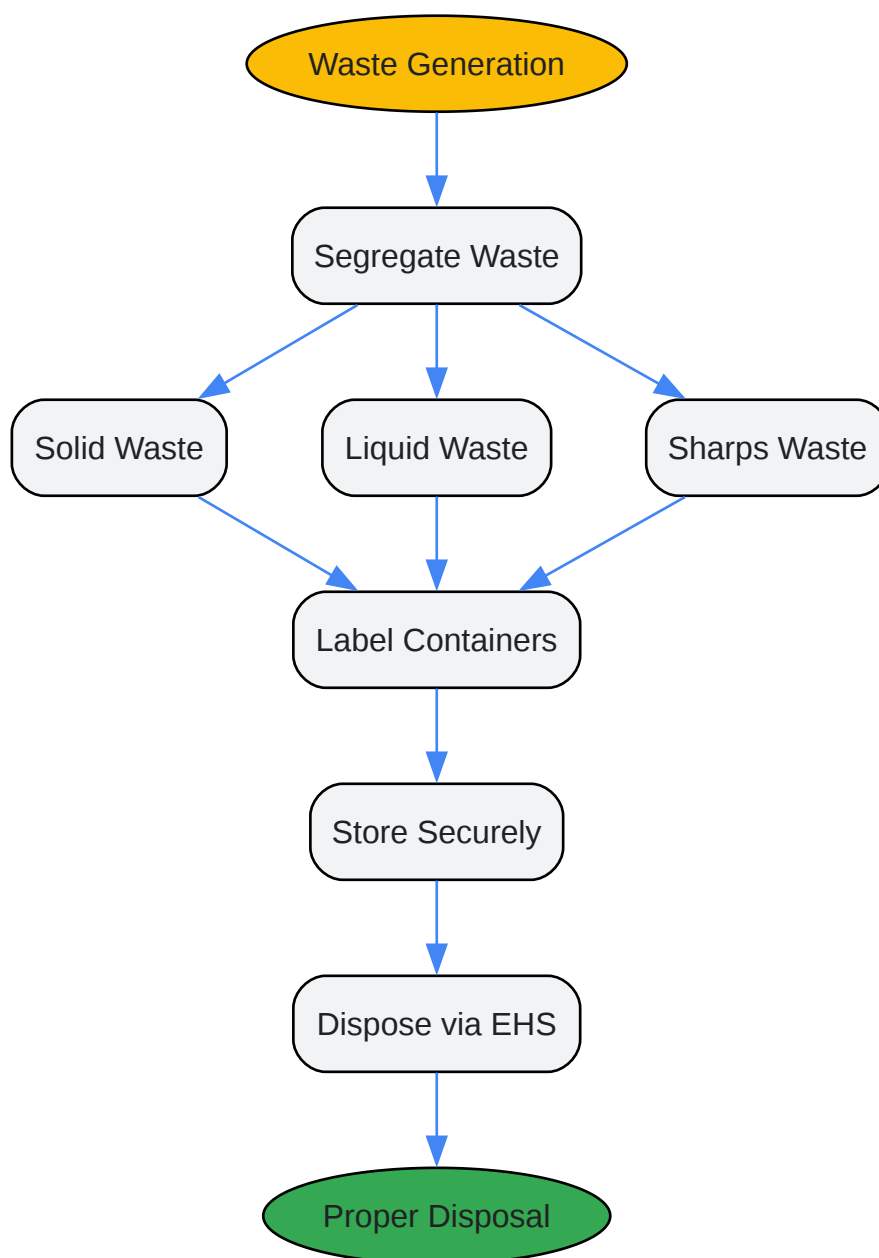 Waste Generation
Segregate Waste
Solid Waste
Liquid Waste
Sharps Waste
Label Containers
Store Securely
Dispose via EHS
Proper Disposal